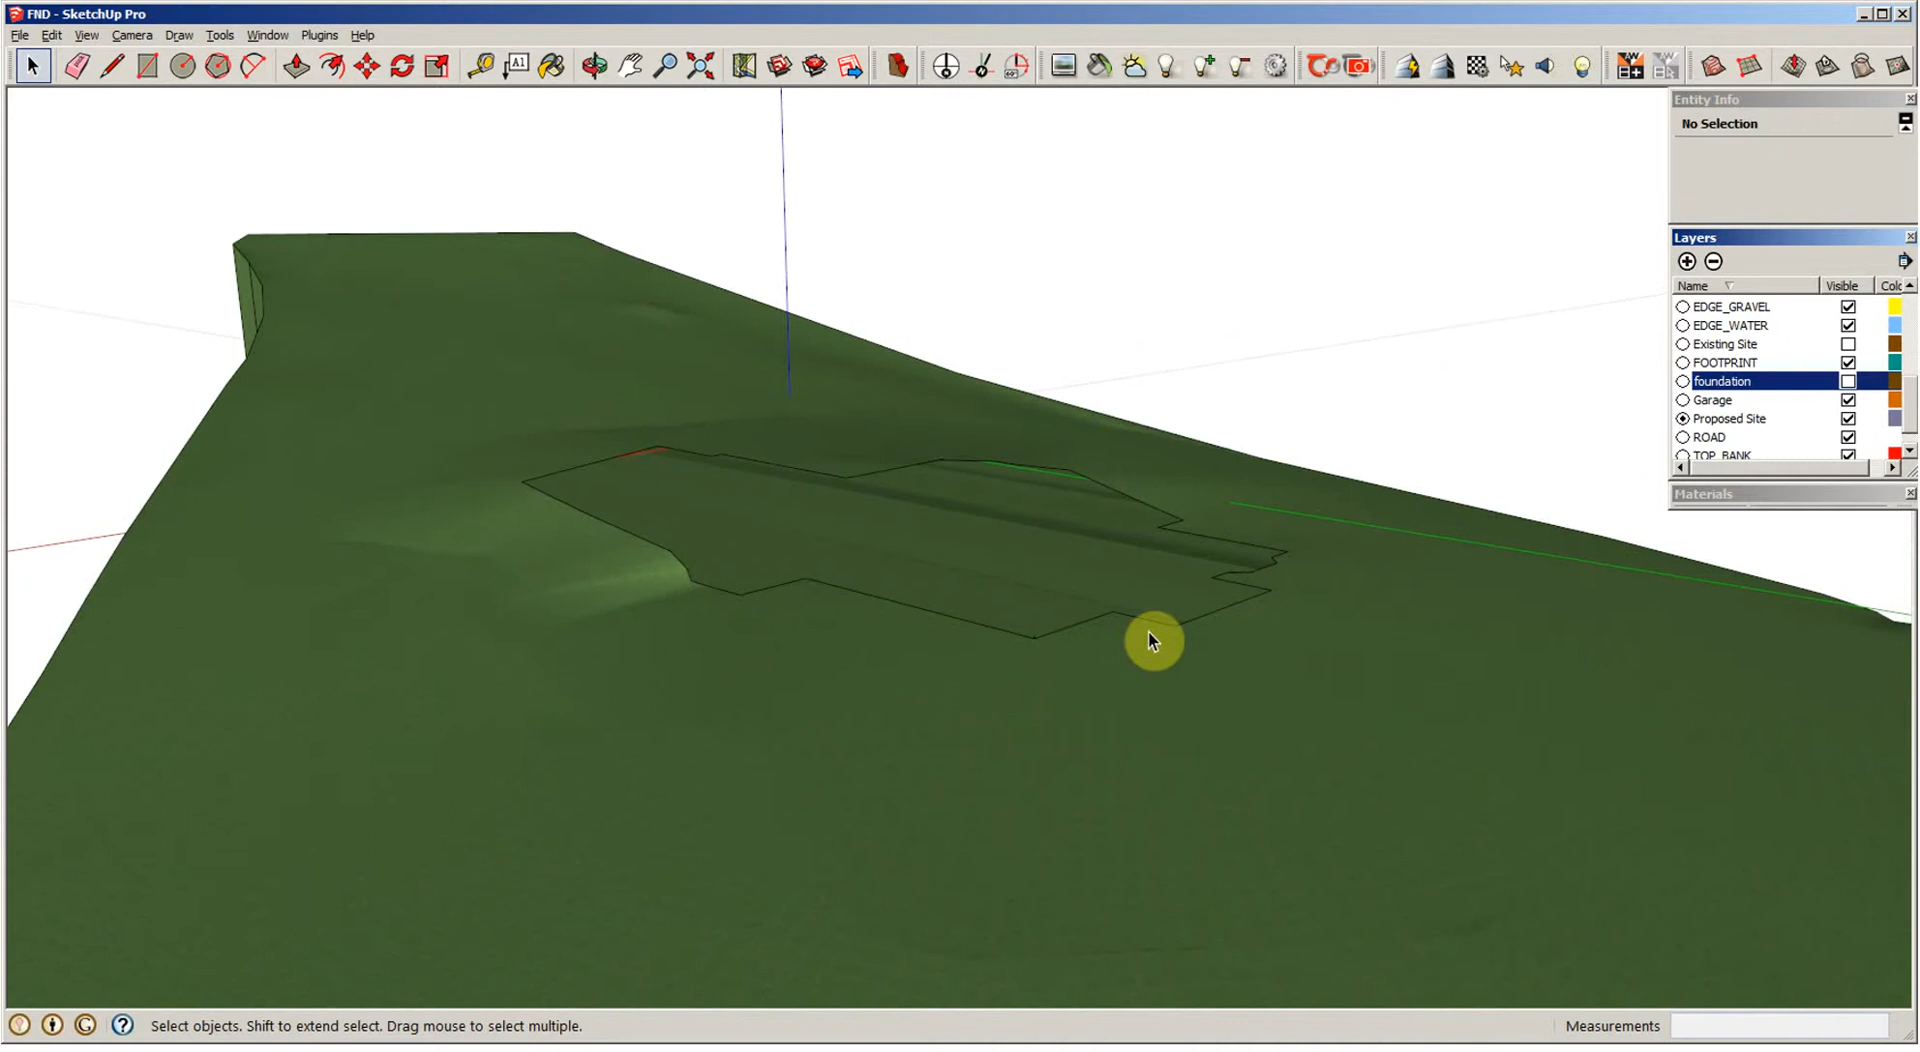 FND - SketchUp Pro
File Edit View Camera Draw Tools Window Plugins Help
A1
Entity Info
No Selection
Layers
Name Visible Colo
EDGE_GRAVEL
EDGE_WATER
Existing Site
FOOTPRINT
foundation
Garage
Proposed Site
ROAD
TOP_BANK
Materials
Select objects. Shift to extend select. Drag mouse to select multiple.
Measurements